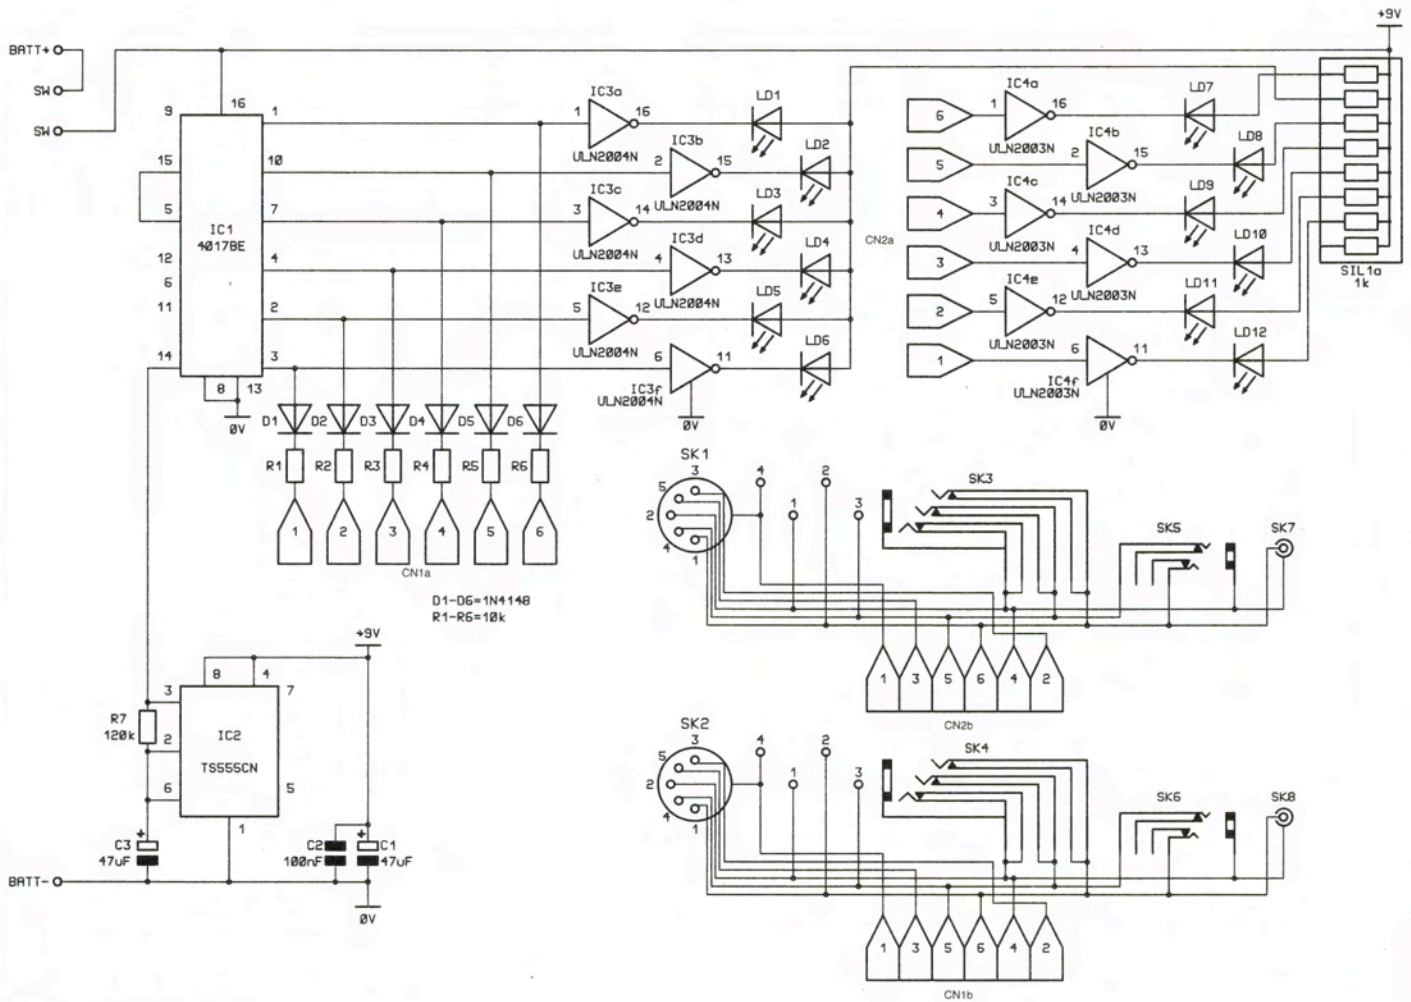 +9V
BATT+
SW
SW
9
16
1
15
10
5
7
IC1
4017BE
12
4
6
11
2
14
3
8
13
0V
IC3a
1
16
ULN2004N
IC3b
2
15
ULN2004N
IC3c
3
14
ULN2004N
IC3d
4
13
ULN2004N
IC3e
5
12
ULN2004N
6
11
IC3f
ULN2004N
0V
LD1
LD2
LD3
LD4
LD5
LD6
CN2a
6
5
4
3
2
1
IC4a
1
16
ULN2003N
IC4b
2
15
ULN2003N
IC4c
3
14
ULN2003N
IC4d
4
13
ULN2003N
IC4e
5
12
ULN2003N
6
11
IC4f
ULN2003N
0V
LD7
LD8
LD9
LD10
LD11
LD12
SIL1a
1k
D1 D2 D3 D4 D5 D6
R1 R2 R3 R4 R5 R6
1 2 3 4 5 6
CN1a
D1-D6=1N4148
R1-R6=10k
+9V
8 4
3
7
R7
120k
2
IC2
TS555CN
6
5
1
C3
+
47uF
C2
100nF
+
C1
47uF
BATT-
0V
SK1
3
5
2
4
1
4
2
1
3
SK3
SK5
SK7
1 3 5 6 4 2
CN2b
SK2
3
5
2
4
1
4
2
1
3
SK4
SK6
SK8
1 3 5 6 4 2
CN1b